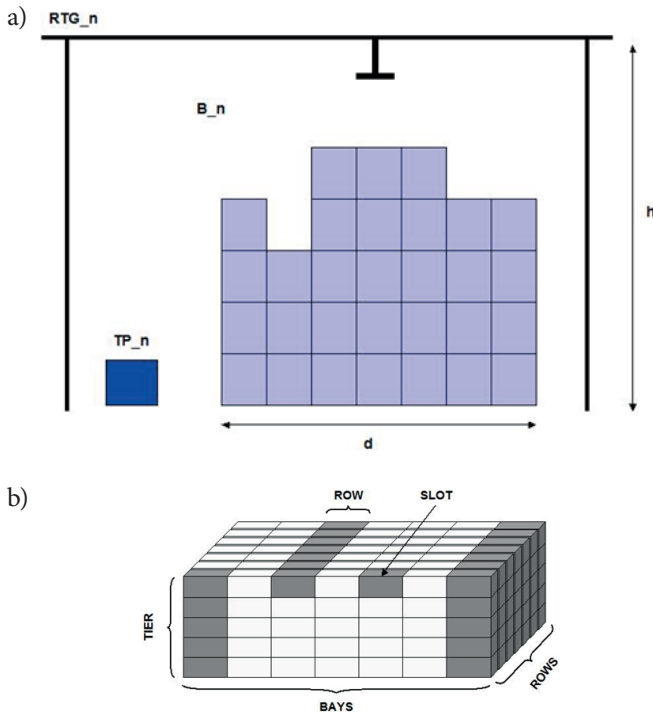 a)
RTG_n
B_n
h
TP_n
d
b)
ROW
SLOT
TIER
ROWS
BAYS